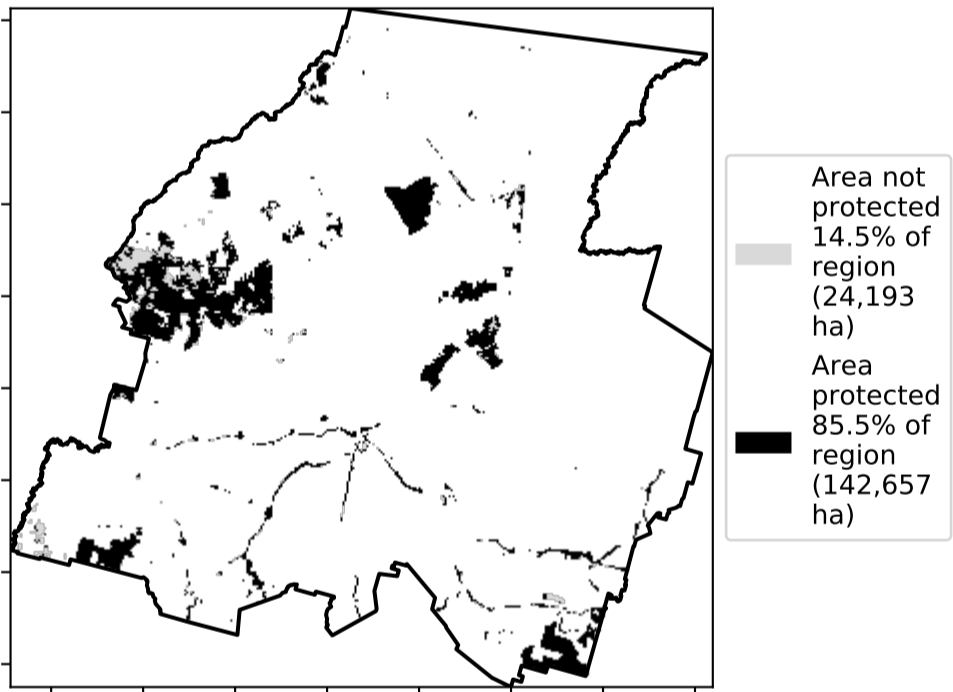 Area not
protected
14.5% of
region
(24,193
ha)
Area
protected
85.5% of
region
(142,657
ha)